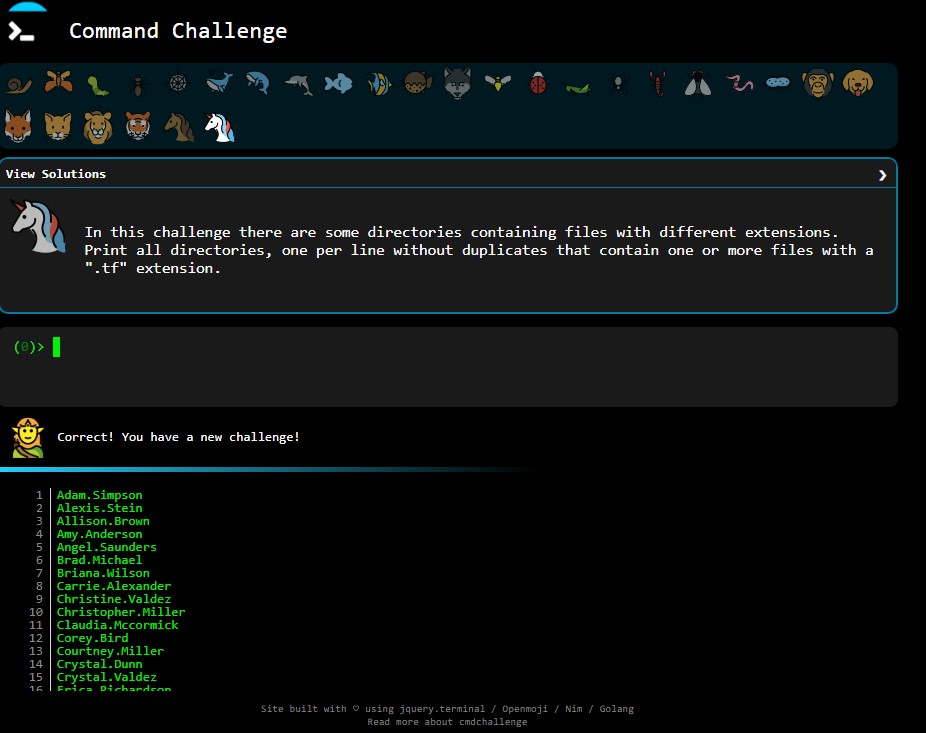 Command Challenge
View Solutions
In this challenge there are some directories containing files with different extensions.
Print all directories, one per line without duplicates that contain one or more files with a
".tf" extension.
(0)>
Correct! You have a new challenge!
1 Adam.Simpson
2 Alexis.Stein
3 Allison.Brown
4 Amy.Anderson
5 Angel.Saunders
6 Brad.Michael
7 Briana.Wilson
8 Carrie.Alexander
9 Christine.Valdez
10 Christopher.Miller
11 Claudia.Mccormick
12 Corey.Bird
13 Courtney.Miller
14 Crystal.Dunn
15 Crystal.Valdez
16 Erica.Richardson
Site built with ♡ using jquery.terminal / Openmoji / Nim / Golang
Read more about cmdchallenge